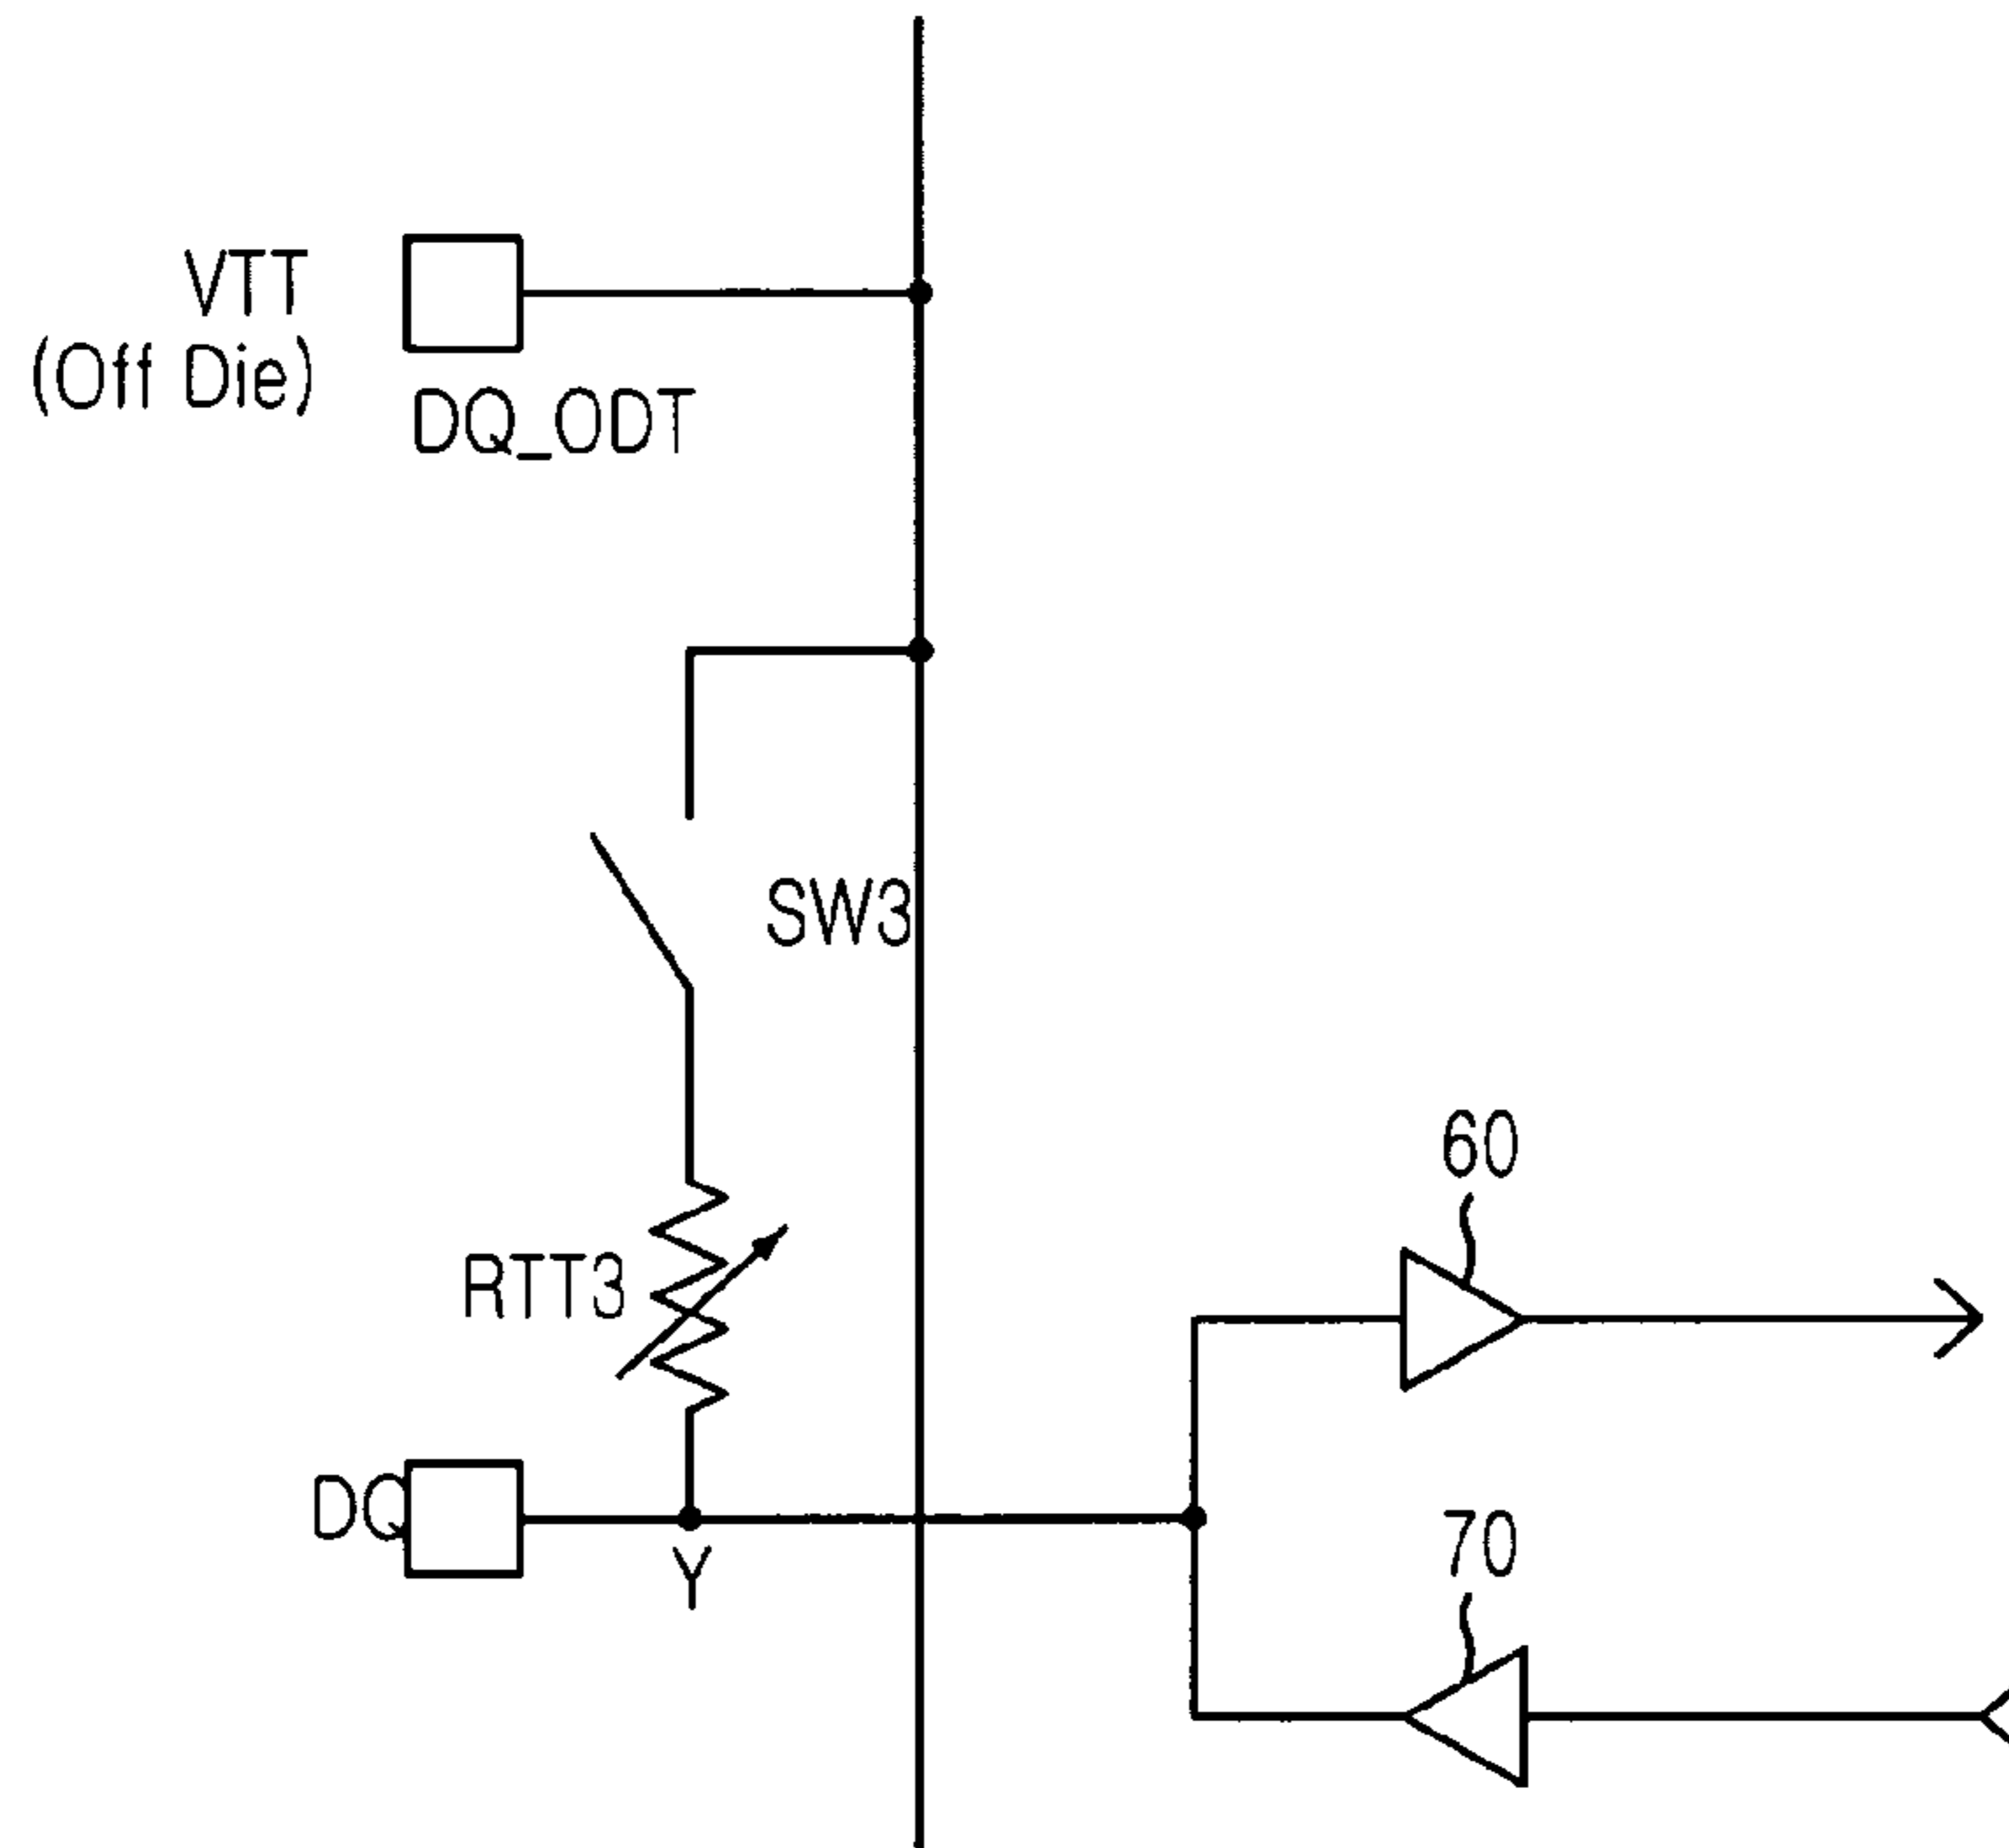 VTT
(Off Die)
DQ_ODT
SW3
60
RTT3
DQ
70
Y